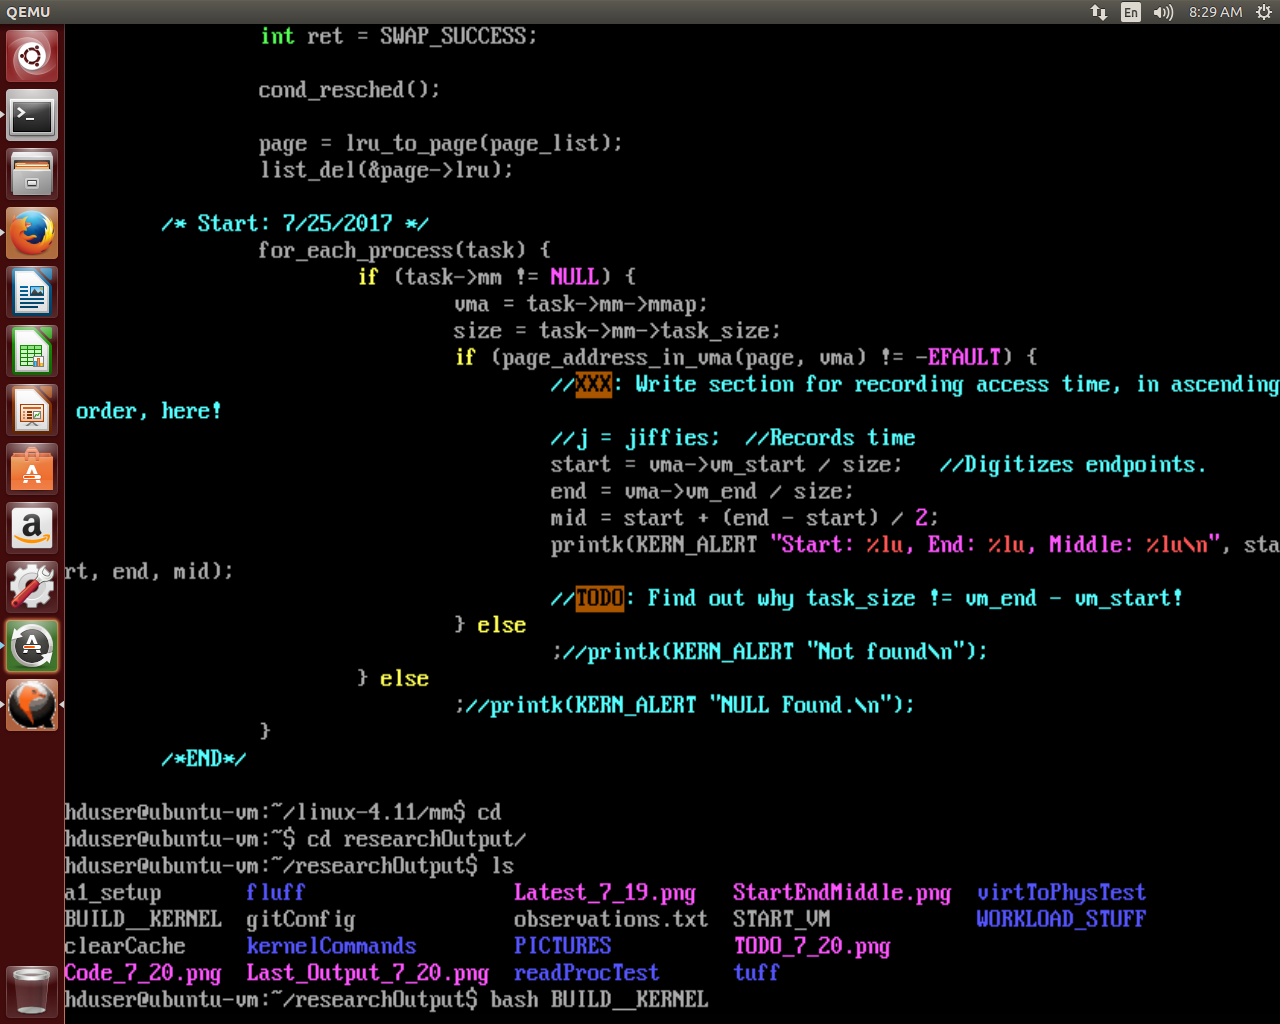 QEMU
En
8:29 AM
int ret = SWAP_SUCCESS;
cond_resched();
page = lru_to_page(page_list);
list_del(&page->lru);
/* Start: 7/25/2017 */
for_each_process(task) {
if (task->mm != NULL) {
vma = task->mm->mmap;
size = task->mm->task_size;
if (page_address_in_vma(page, vma) != -EFAULT) {
//XXX: Write section for recording access time, in ascending
order, here!
//j = jiffies;  //Records time
start = vma->vm_start / size;   //Digitizes endpoints.
end = vma->vm_end / size;
mid = start + (end - start) / 2;
printk(KERN_ALERT "Start: %lu, End: %lu, Middle: %lu\n", sta
rt, end, mid);
//TODO: Find out why task_size != vm_end - vm_start!
} else
;//printk(KERN_ALERT "Not found\n");
} else
;//printk(KERN_ALERT "NULL Found.\n");
}
/*END*/
hduser@ubuntu-vm:~/linux-4.11/mm$ cd
hduser@ubuntu-vm:~$ cd researchOutput/
hduser@ubuntu-vm:~/researchOutput$ ls
a1_setup fluff Latest_7_19.png StartEndMiddle.png virtToPhysTest
BUILD__KERNEL gitConfig observations.txt START_VM WORKLOAD_STUFF
clearCache kernelCommands PICTURES TODO_7_20.png
Code_7_20.png Last_Output_7_20.png readProcTest tuff
hduser@ubuntu-vm:~/researchOutput$ bash BUILD__KERNEL